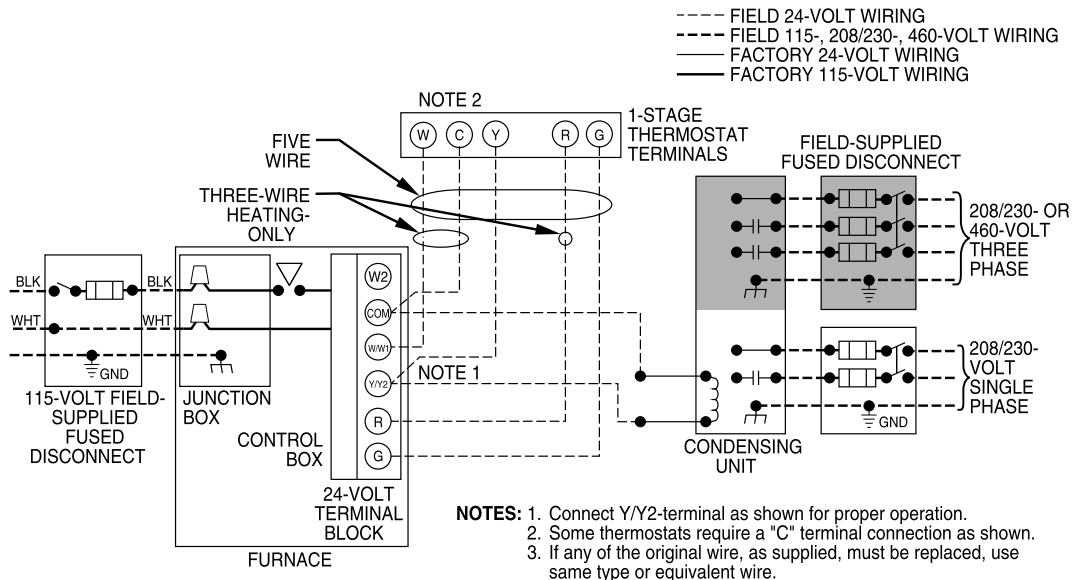 FIELD 24-VOLT WIRING
FIELD 115-, 208/230-, 460-VOLT WIRING
FACTORY 24-VOLT WIRING
FACTORY 115-VOLT WIRING
NOTE 2
W C Y R G
1-STAGE
THERMOSTAT
TERMINALS
FIVE
WIRE
THREE-WIRE
HEATING-
ONLY
FIELD-SUPPLIED
FUSED DISCONNECT
208/230- OR
460-VOLT
THREE
PHASE
BLK
BLK
WHT
WHT
GND
W2
COM
W/W1
Y/Y2
R
G
NOTE 1
208/230-
VOLT
SINGLE
PHASE
GND
115-VOLT FIELD-
SUPPLIED
FUSED
DISCONNECT
JUNCTION
BOX
CONTROL
BOX
24-VOLT
TERMINAL
BLOCK
FURNACE
CONDENSING
UNIT
NOTES: 1. Connect Y/Y2-terminal as shown for proper operation.
2. Some thermostats require a "C" terminal connection as shown.
3. If any of the original wire, as supplied, must be replaced, use
same type or equivalent wire.